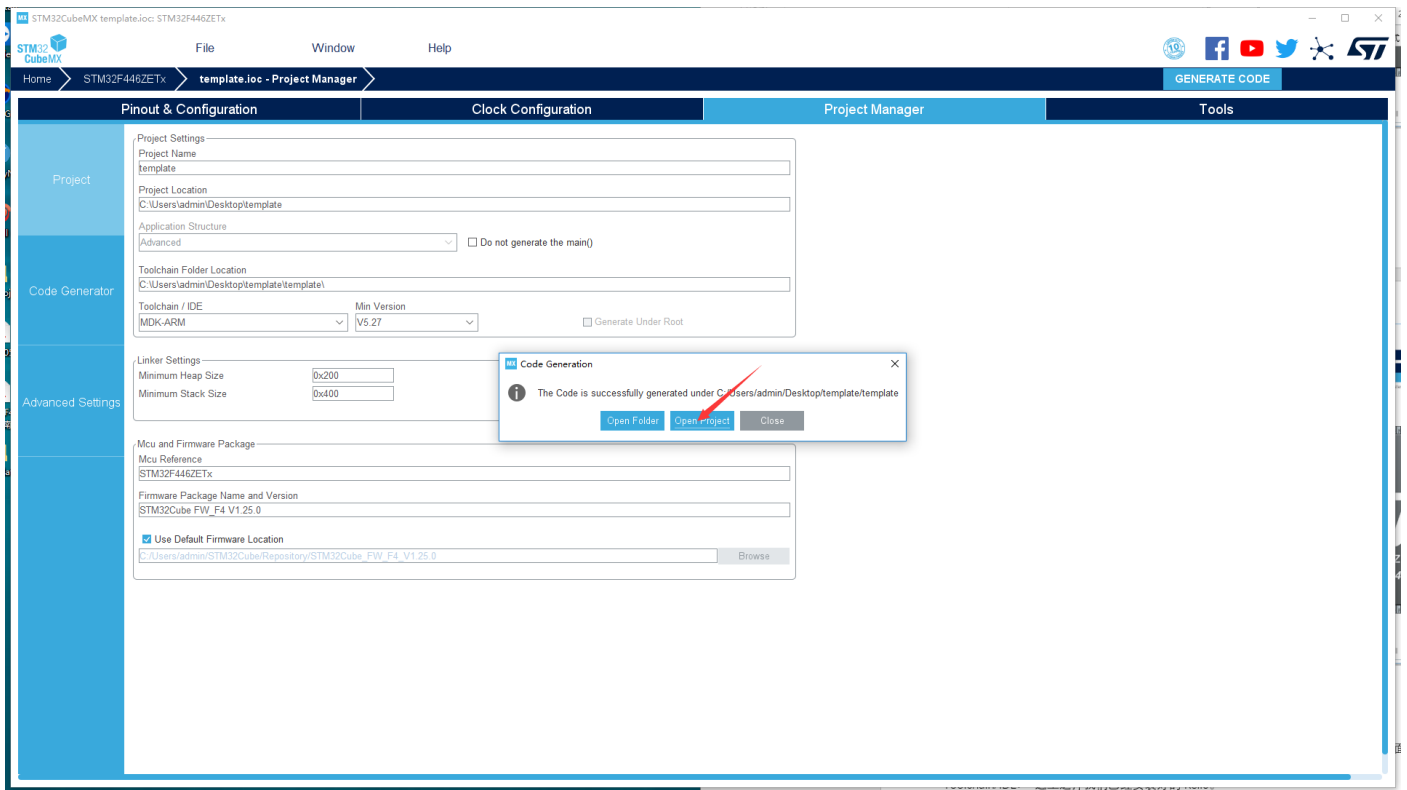 MX STM32CubeMX template.ioc: STM32F446ZETx
STM32 CubeMX
File Window Help
10
Home STM32F446ZETx template.ioc - Project Manager GENERATE CODE
Pinout & Configuration Clock Configuration Project Manager Tools
Project
Code Generator
Advanced Settings
Project Settings
Project Name
template
Project Location
C:\Users\admin\Desktop\template
Application Structure
Advanced Do not generate the main()
Toolchain Folder Location
C:\Users\admin\Desktop\template\template\
Toolchain / IDE Min Version
MDK-ARM V5.27 Generate Under Root
Linker Settings
Minimum Heap Size 0x200
Minimum Stack Size 0x400
MX Code Generation
The Code is successfully generated under C:/Users/admin/Desktop/template/template
Open Folder Open Project Close
Mcu and Firmware Package
Mcu Reference
STM32F446ZETx
Firmware Package Name and Version
STM32Cube FW_F4 V1.25.0
Use Default Firmware Location
C:/Users/admin/STM32Cube/Repository/STM32Cube_FW_F4_V1.25.0 Browse